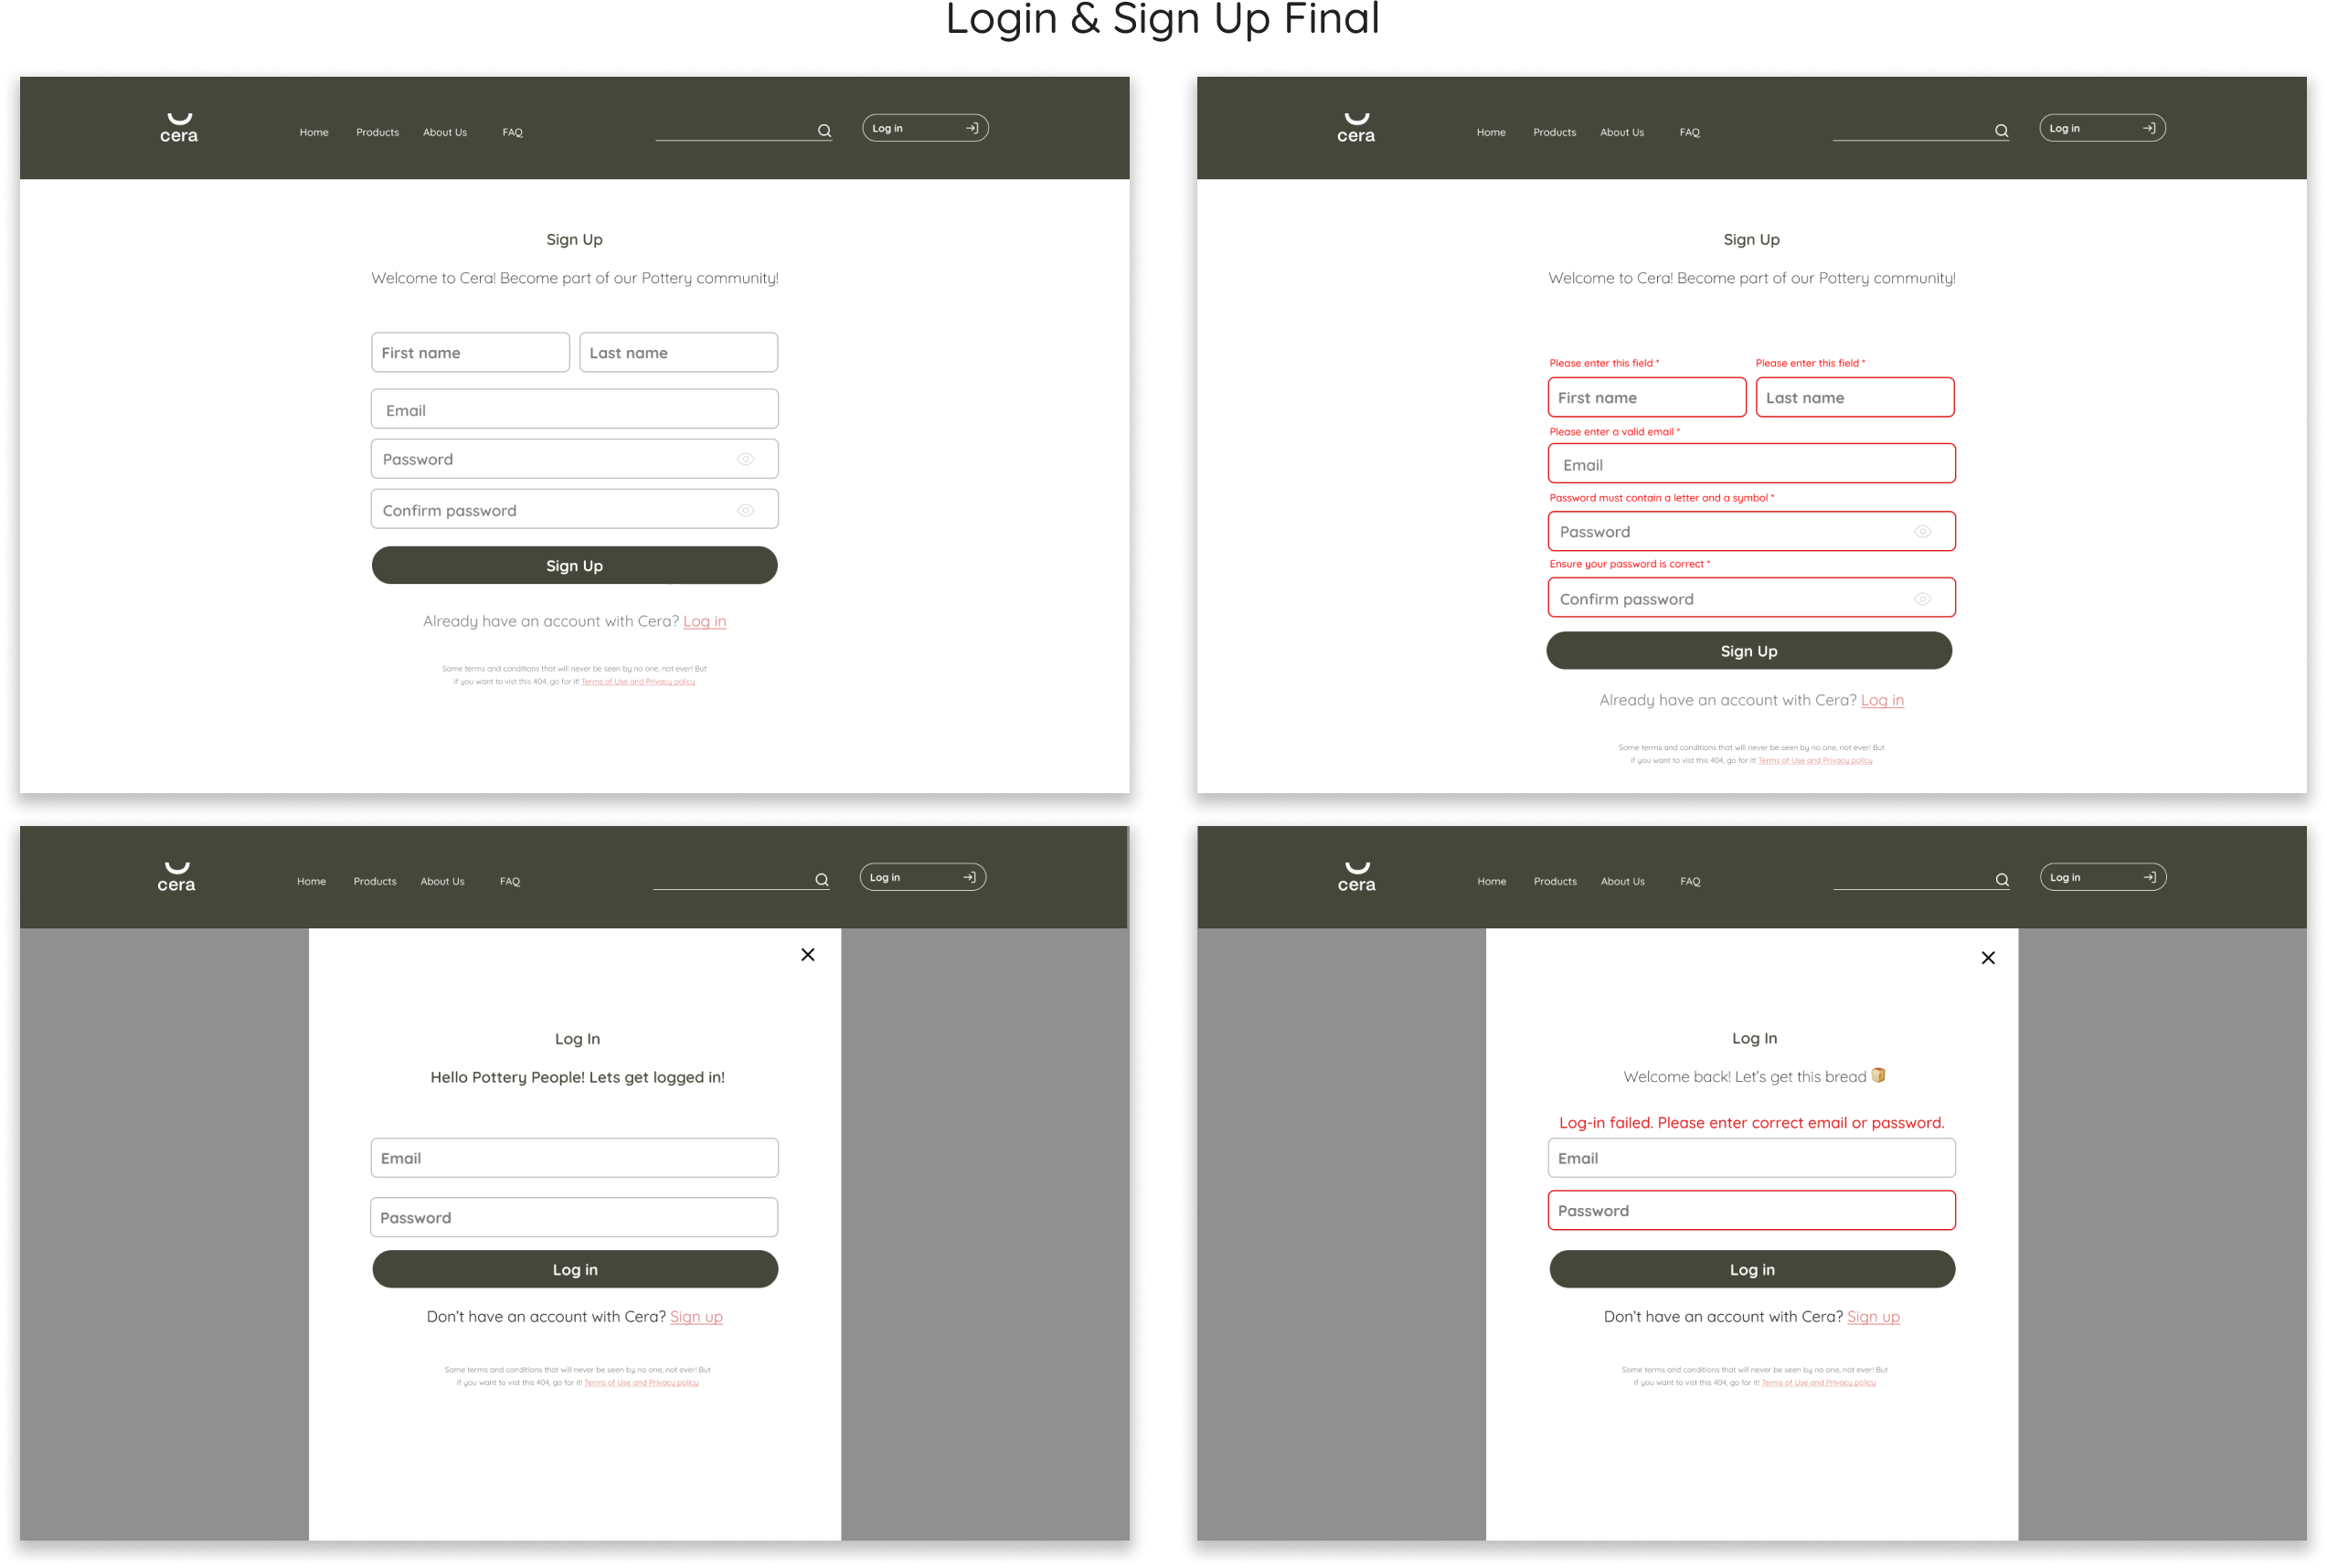 Login & Sign Up Final
cera
Home Products About Us FAQ
Log in
Sign Up
Welcome to Cera! Become part of our Pottery community!
First name Last name
Email
Password
Confirm password
Sign Up
Already have an account with Cera? Log in
Some terms and conditions that will never be seen by no one, not ever! But
if you want to vist this 404, go for it! Terms of Use and Privacy policy
cera
Home Products About Us FAQ
Log in
Sign Up
Welcome to Cera! Become part of our Pottery community!
Please enter this field * Please enter this field *
First name Last name
Please enter a valid email *
Email
Password must contain a letter and a symbol *
Password
Ensure your password is correct *
Confirm password
Sign Up
Already have an account with Cera? Log in
Some terms and conditions that will never be seen by no one, not ever! But
if you want to vist this 404, go for it! Terms of Use and Privacy policy
cera
Home Products About Us FAQ
Log in
Log In
Hello Pottery People! Lets get logged in!
Email
Password
Log in
Don't have an account with Cera? Sign up
Some terms and conditions that will never be seen by no one, not ever! But
if you want to vist this 404, go for it! Terms of Use and Privacy policy
cera
Home Products About Us FAQ
Log in
Log In
Welcome back! Let's get this bread 🍞
Log-in failed. Please enter correct email or password.
Email
Password
Log in
Don't have an account with Cera? Sign up
Some terms and conditions that will never be seen by no one, not ever! But
if you want to vist this 404, go for it! Terms of Use and Privacy policy